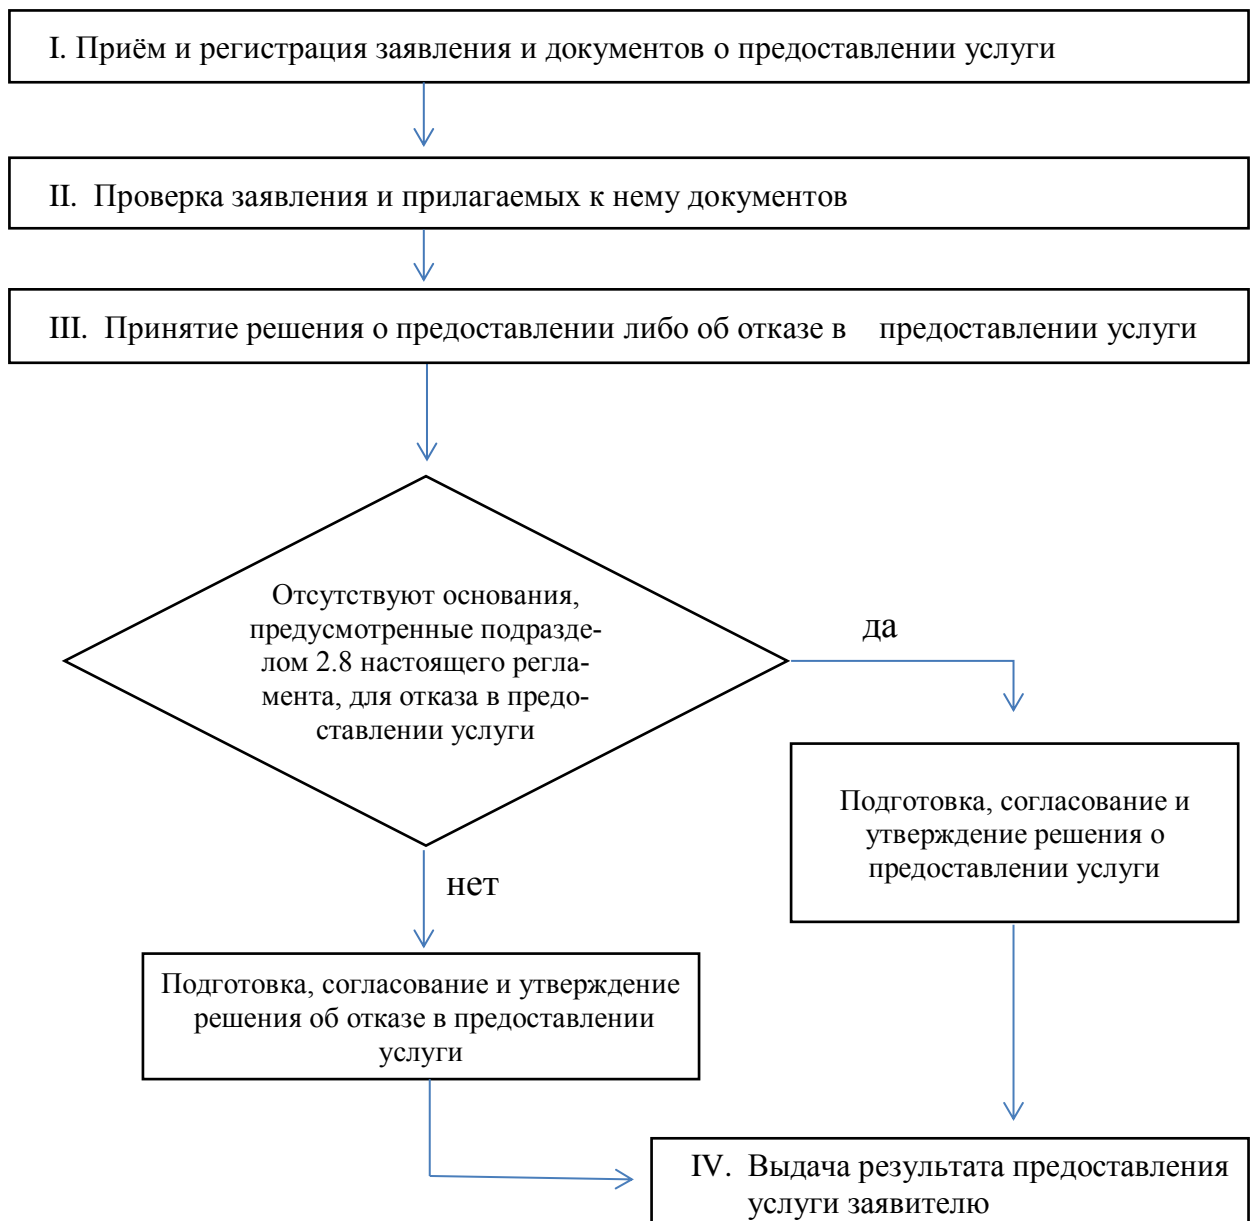 I. Приём и регистрация заявления и документов о предоставлении услуги
II. Проверка заявления и прилагаемых к нему документов
III. Принятие решения о предоставлении либо об отказе в предоставлении услуги
Отсутствуют основания,
предусмотренные подразде-
лом 2.8 настоящего регла-
мента, для отказа в предо-
ставлении услуги
да
Подготовка, согласование и
утверждение решения о
предоставлении услуги
нет
Подготовка, согласование и утверждение
решения об отказе в предоставлении
услуги
IV. Выдача результата предоставления
услуги заявителю